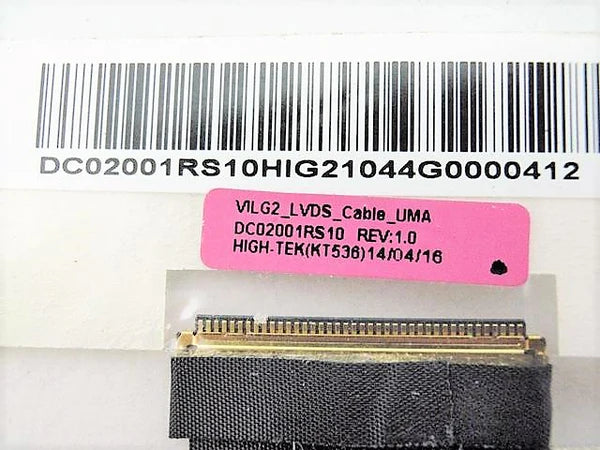 DC02001RS10HIG21044G0000412
VILG2_LVDS_Cable_UMA
DC02001RS10 REV:1.0
HIGH-TEK(KT536)14/04/16